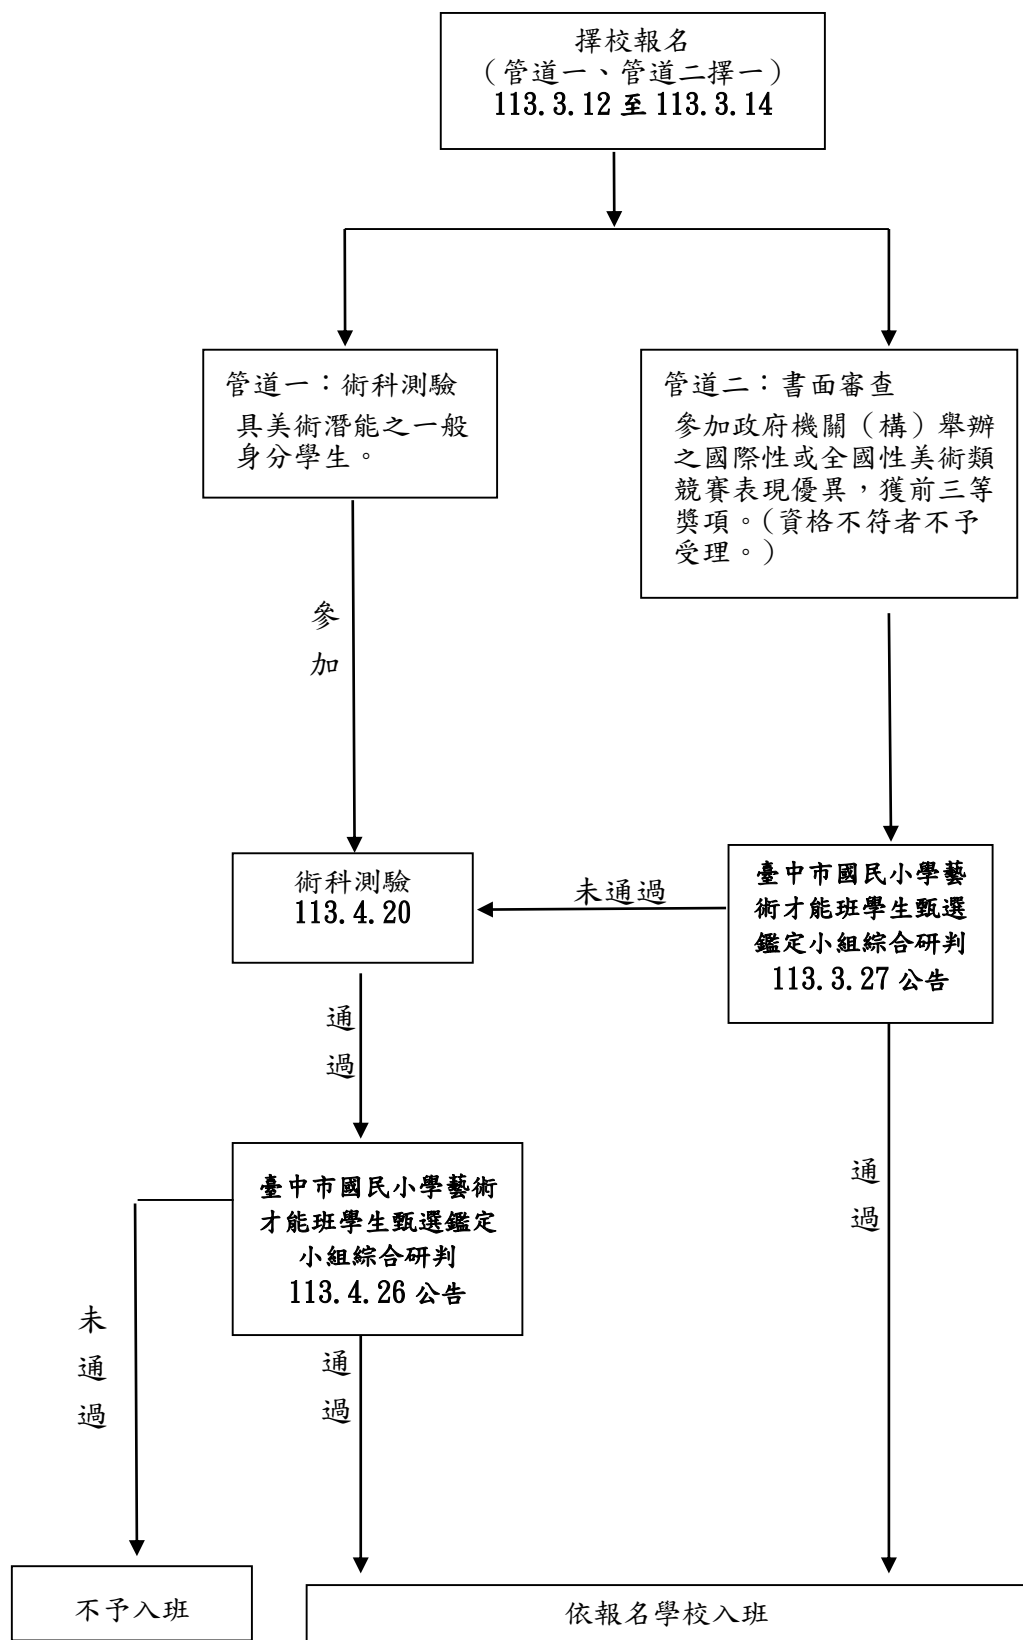 擇校報名
（管道一、管道二擇一）
113.3.12 至 113.3.14
管道一：術科測驗
具美術潛能之一般
身分學生。
管道二：書面審查
參加政府機關（構）舉辦
之國際性或全國性美術類
競賽表現優異，獲前三等
獎項。（資格不符者不予
受理。）
參
加
術科測驗
113.4.20
未通過
臺中市國民小學藝
術才能班學生甄選
鑑定小組綜合研判
113.3.27 公告
通
過
臺中市國民小學藝術
才能班學生甄選鑑定
小組綜合研判
113.4.26 公告
通
過
未
通
過
通
過
不予入班
依報名學校入班